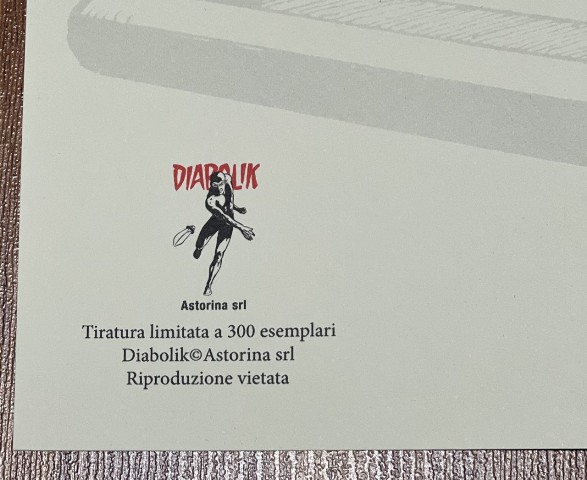 DIABOLIK
Astorina srl
Tiratura limitata a 300 esemplari
Diabolik©Astorina srl
Riproduzione vietata